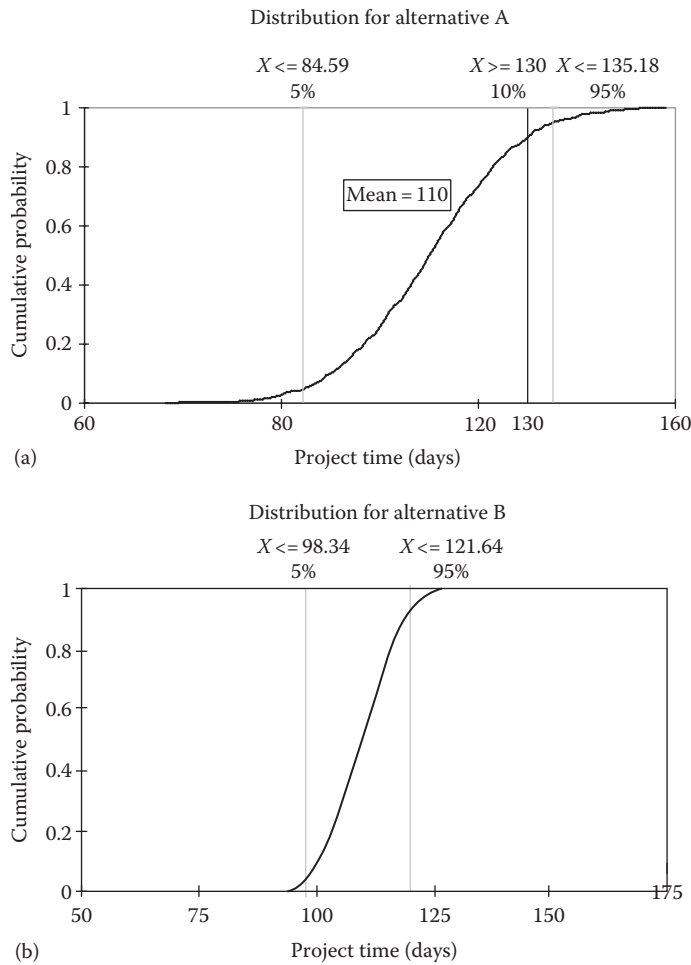 Distribution for alternative A
X <= 84.59 X >= 130 X <= 135.18
5% 10% 95%
1
0.8
0.6
0.4
0.2
0
Cumulative probability
Mean = 110
60 80 120 130 160
(a) Project time (days)
Distribution for alternative B
X <= 98.34 X <= 121.64
5% 95%
1
0.8
0.6
0.4
0.2
0
Cumulative probability
50 75 100 125 150 175
(b) Project time (days)